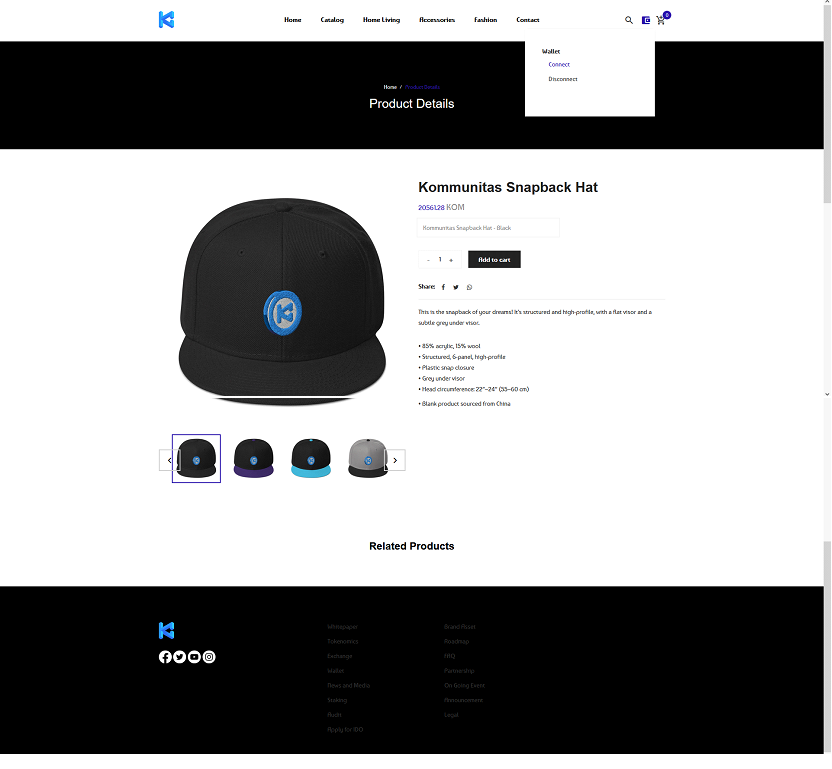 Home Catalog Home Living Accessories Fashion Contact
0
Wallet
Connect
Disconnect
Home / Product Details
Product Details
Kommunitas Snapback Hat
20561.28 KOM
Kommunitas Snapback Hat - Black
- 1 + Add to cart
Share:
This is the snapback of your dreams! It's structured and high-profile, with a flat visor and a
subtle grey under visor.
• 85% acrylic, 15% wool
• Structured, 6-panel, high-profile
• Plastic snap closure
• Grey under visor
• Head circumference: 22″–24″ (55–60 cm)
• Blank product sourced from China
Related Products
Whitepaper
Tokenomics
Exchange
Wallet
News and Media
Staking
Audit
Apply for IDO
Brand Asset
Roadmap
FAQ
Partnership
On Going Event
Announcement
Legal